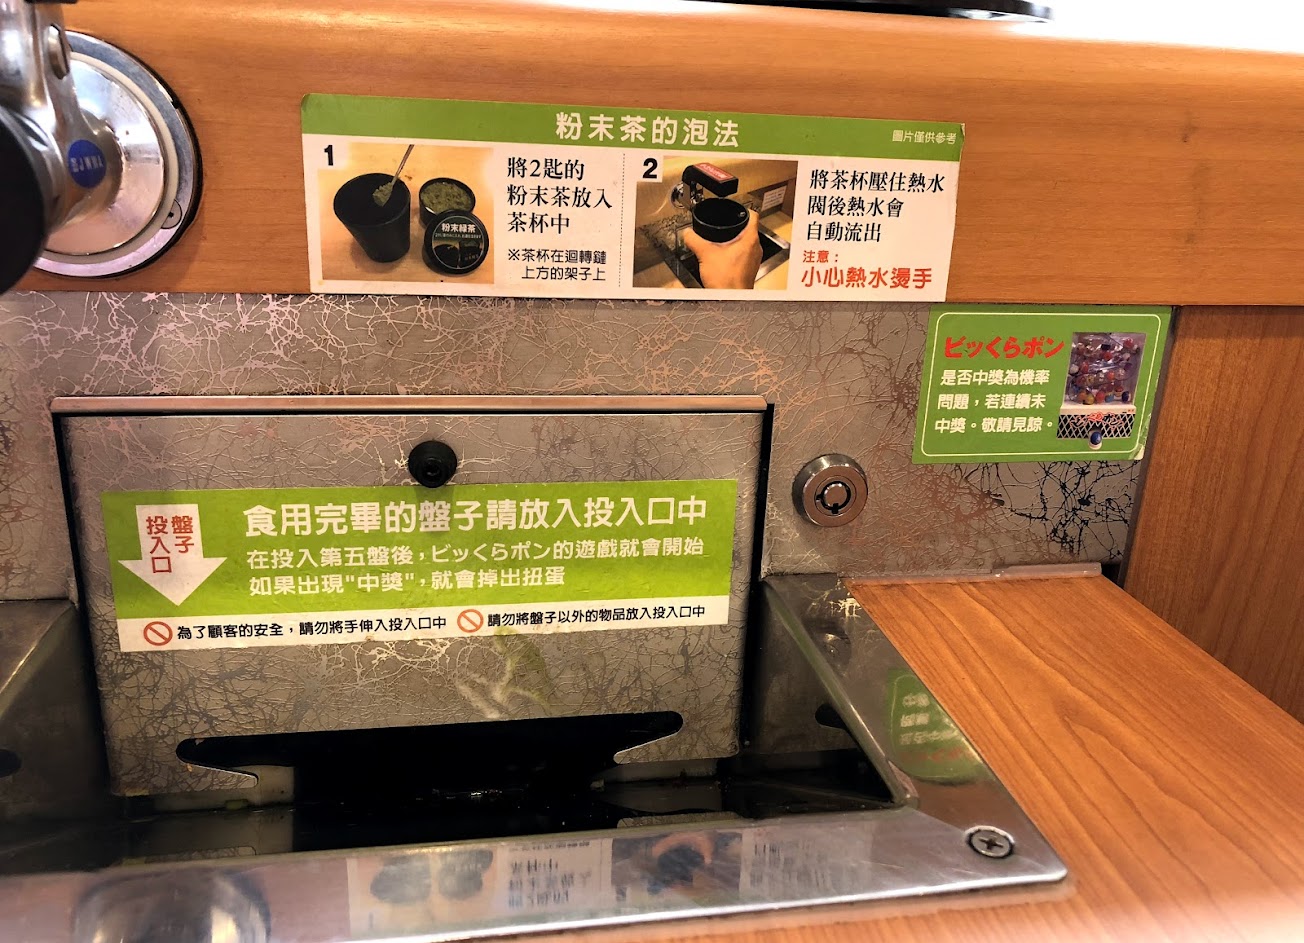 粉末茶的泡法
圖片僅供參考
1
將2匙的
粉末茶放入
茶杯中
※茶杯在迴轉鏈
上方的架子上
粉末緑茶
2
將茶杯壓住熱水
閥後熱水會
自動流出
注意：
小心熱水燙手
ビッくらポン
是否中獎為機率
問題，若連續未
中獎。敬請見諒。
盤子
投入口
食用完畢的盤子請放入投入口中
在投入第五盤後，ビッくらポン的遊戲就會開始
如果出現"中獎"，就會掉出扭蛋
為了顧客的安全，請勿將手伸入投入口中
請勿將盤子以外的物品放入投入口中